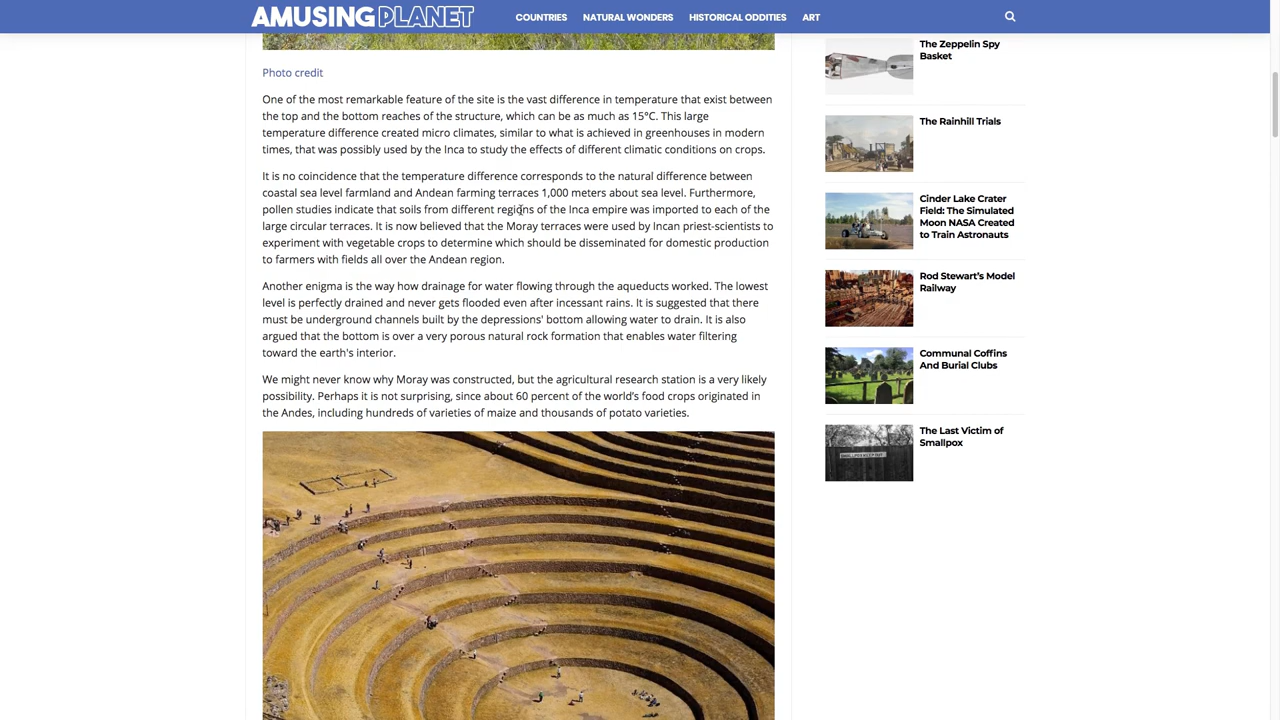 AMUSING PLANET
COUNTRIES
NATURAL WONDERS
HISTORICAL ODDITIES
ART
Photo credit
One of the most remarkable feature of the site is the vast difference in temperature that exist between
the top and the bottom reaches of the structure, which can be as much as 15°C. This large
temperature difference created micro climates, similar to what is achieved in greenhouses in modern
times, that was possibly used by the Inca to study the effects of different climatic conditions on crops.
It is no coincidence that the temperature difference corresponds to the natural difference between
coastal sea level farmland and Andean farming terraces 1,000 meters about sea level. Furthermore,
pollen studies indicate that soils from different regions of the Inca empire was imported to each of the
large circular terraces. It is now believed that the Moray terraces were used by Incan priest-scientists to
experiment with vegetable crops to determine which should be disseminated for domestic production
to farmers with fields all over the Andean region.
Another enigma is the way how drainage for water flowing through the aqueducts worked. The lowest
level is perfectly drained and never gets flooded even after incessant rains. It is suggested that there
must be underground channels built by the depressions' bottom allowing water to drain. It is also
argued that the bottom is over a very porous natural rock formation that enables water filtering
toward the earth's interior.
We might never know why Moray was constructed, but the agricultural research station is a very likely
possibility. Perhaps it is not surprising, since about 60 percent of the world's food crops originated in
the Andes, including hundreds of varieties of maize and thousands of potato varieties.
The Zeppelin Spy
Basket
The Rainhill Trials
Cinder Lake Crater
Field: The Simulated
Moon NASA Created
to Train Astronauts
Rod Stewart's Model
Railway
Communal Coffins
And Burial Clubs
The Last Victim of
Smallpox
SMALLPOX KEEP OUT